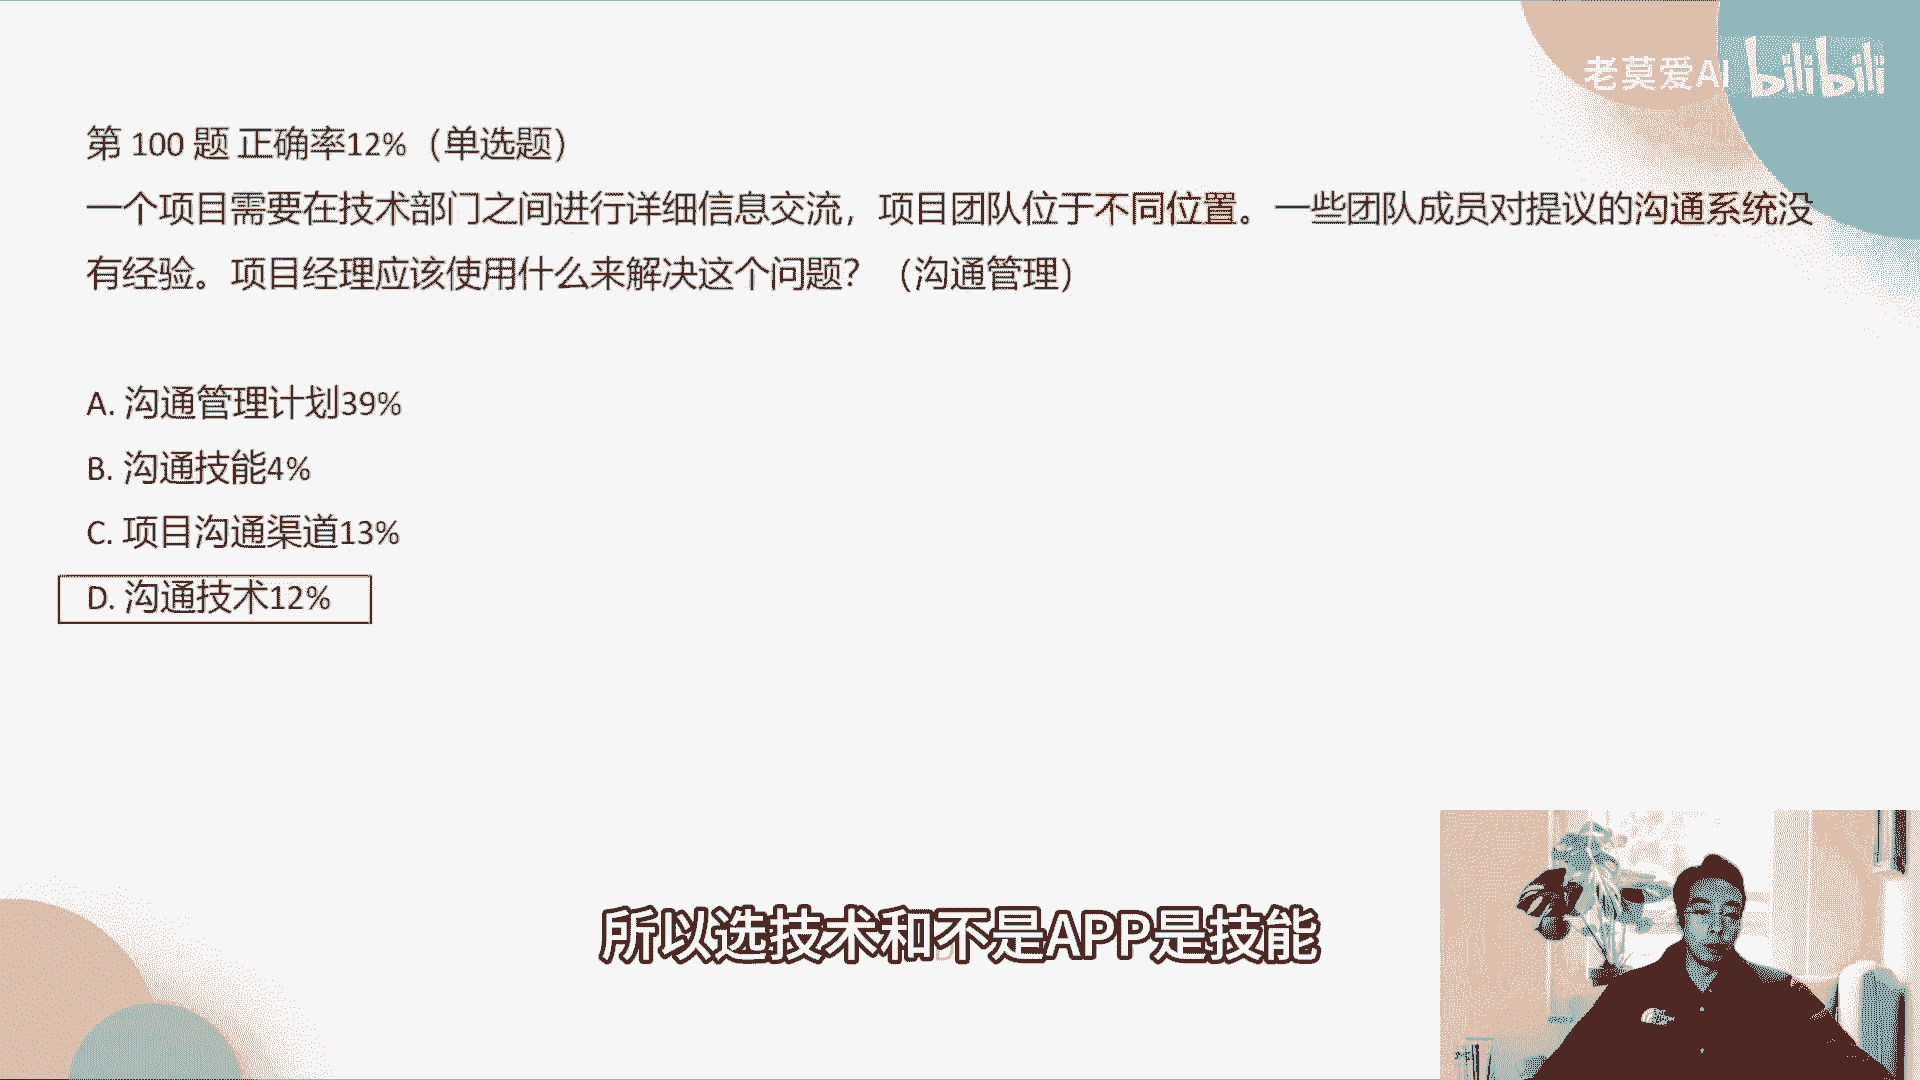 老莫爱AI bilibili
第 100 题 正确率12%（单选题）
一个项目需要在技术部门之间进行详细信息交流，项目团队位于不同位置。一些团队成员对提议的沟通系统没
有经验。项目经理应该使用什么来解决这个问题？（沟通管理）
A. 沟通管理计划39%
B. 沟通技能4%
C. 项目沟通渠道13%
D. 沟通技术12%
所以选技术和不是APP是技能